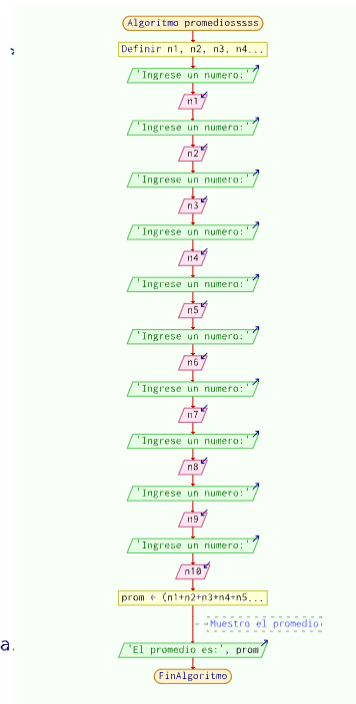 Algoritmo promediosssss
Definir n1, n2, n3, n4...
'Ingrese un numero:'
n1
'Ingrese un numero:'
n2
'Ingrese un numero:'
n3
'Ingrese un numero:'
n4
'Ingrese un numero:'
n5
'Ingrese un numero:'
n6
'Ingrese un numero:'
n7
'Ingrese un numero:'
n8
'Ingrese un numero:'
n9
'Ingrese un numero:'
n10
prom ← (n1+n2+n3+n4+n5...
Muestro el promedio
a.
'El promedio es:', prom
FinAlgoritmo